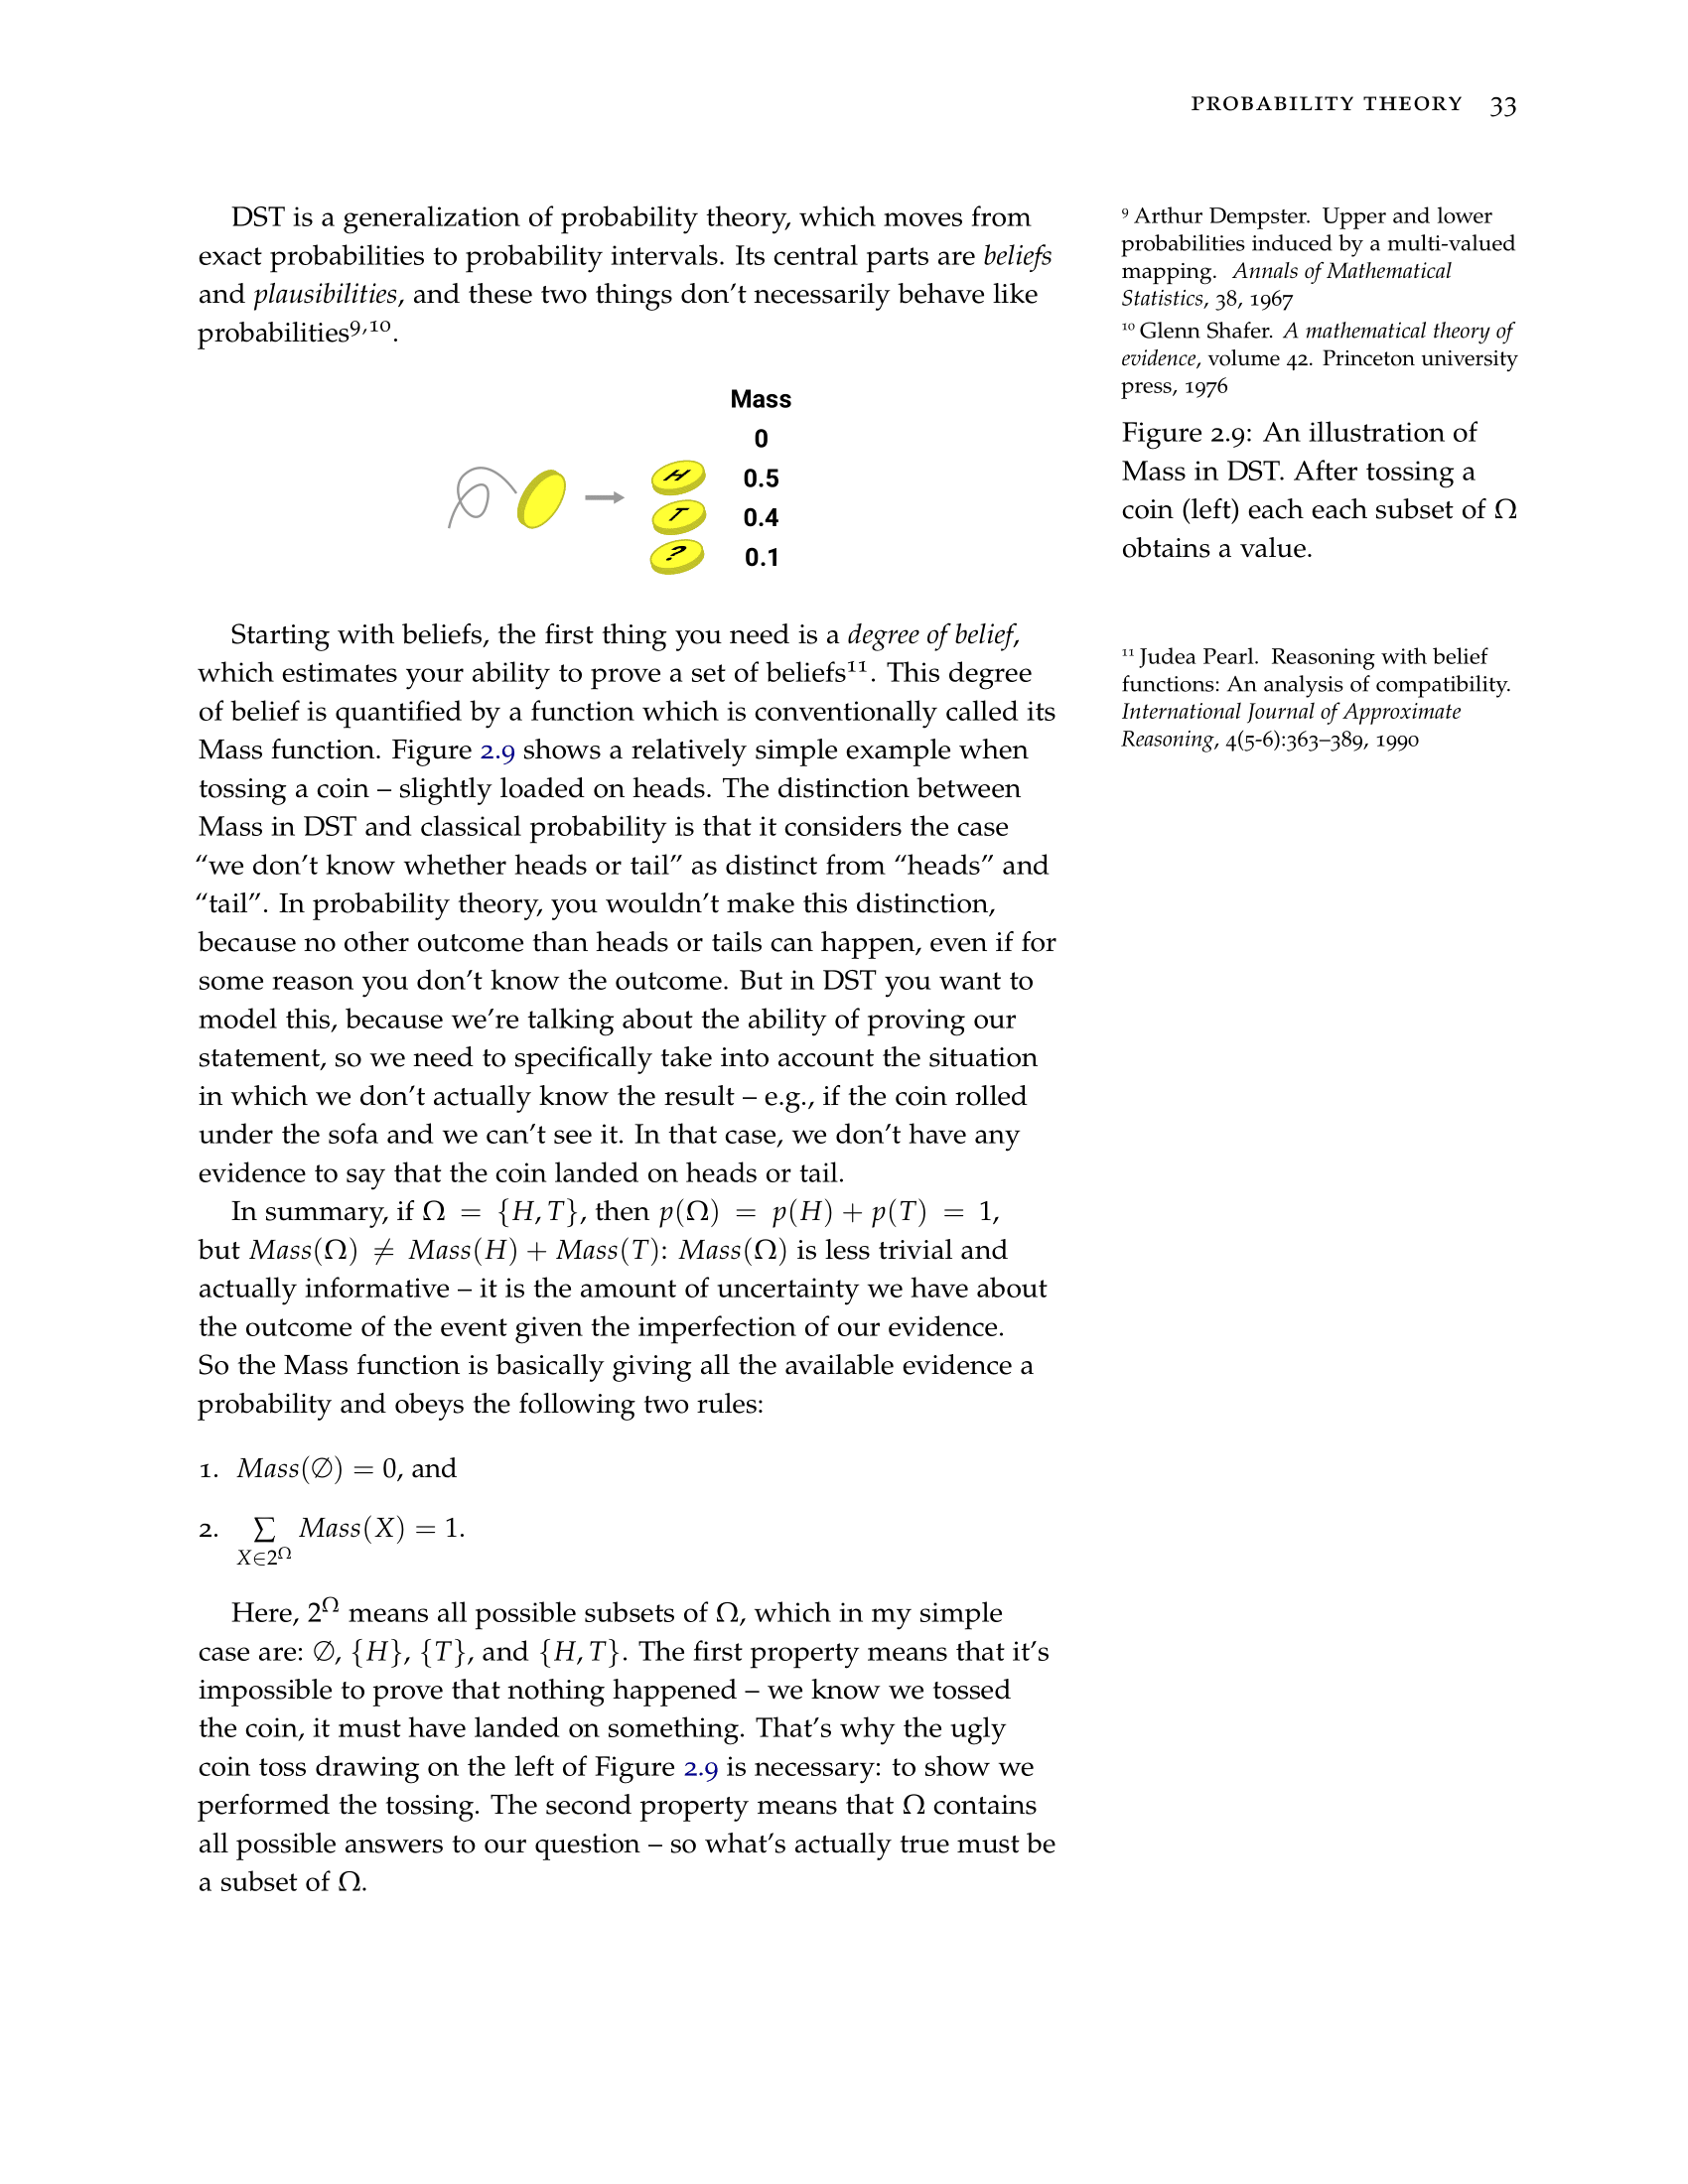 PROBABILITY THEORY 33
DST is a generalization of probability theory, which moves from
exact probabilities to probability intervals. Its central parts are beliefs
and plausibilities, and these two things don't necessarily behave like
probabilities⁹,¹⁰.
⁹ Arthur Dempster. Upper and lower
probabilities induced by a multi-valued
mapping. Annals of Mathematical
Statistics, 38, 1967
¹⁰ Glenn Shafer. A mathematical theory of
evidence, volume 42. Princeton university
press, 1976
Mass
0
H 0.5
T 0.4
? 0.1
Figure 2.9: An illustration of
Mass in DST. After tossing a
coin (left) each each subset of Ω
obtains a value.
Starting with beliefs, the first thing you need is a degree of belief,
which estimates your ability to prove a set of beliefs¹¹. This degree
of belief is quantified by a function which is conventionally called its
Mass function. Figure 2.9 shows a relatively simple example when
tossing a coin – slightly loaded on heads. The distinction between
Mass in DST and classical probability is that it considers the case
“we don't know whether heads or tail” as distinct from “heads” and
“tail”. In probability theory, you wouldn't make this distinction,
because no other outcome than heads or tails can happen, even if for
some reason you don't know the outcome. But in DST you want to
model this, because we're talking about the ability of proving our
statement, so we need to specifically take into account the situation
in which we don't actually know the result – e.g., if the coin rolled
under the sofa and we can't see it. In that case, we don't have any
evidence to say that the coin landed on heads or tail.
¹¹ Judea Pearl. Reasoning with belief
functions: An analysis of compatibility.
International Journal of Approximate
Reasoning, 4(5-6):363–389, 1990
In summary, if Ω = {H, T}, then p(Ω) = p(H) + p(T) = 1,
but Mass(Ω) ≠ Mass(H) + Mass(T): Mass(Ω) is less trivial and
actually informative – it is the amount of uncertainty we have about
the outcome of the event given the imperfection of our evidence.
So the Mass function is basically giving all the available evidence a
probability and obeys the following two rules:
1. Mass(∅) = 0, and
2. ∑ Mass(X) = 1.
X∈2^Ω
Here, 2^Ω means all possible subsets of Ω, which in my simple
case are: ∅, {H}, {T}, and {H, T}. The first property means that it's
impossible to prove that nothing happened – we know we tossed
the coin, it must have landed on something. That's why the ugly
coin toss drawing on the left of Figure 2.9 is necessary: to show we
performed the tossing. The second property means that Ω contains
all possible answers to our question – so what's actually true must be
a subset of Ω.